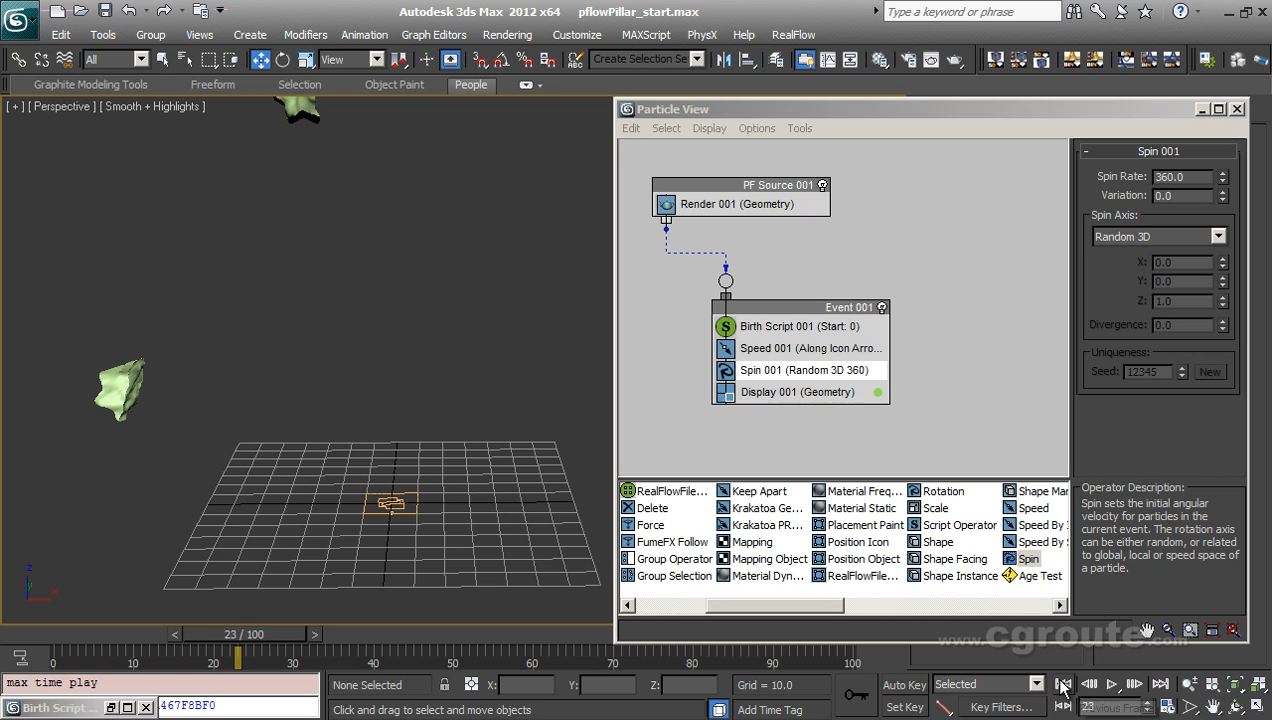 Autodesk 3ds Max 2012 x64 pflowPillar_start.max
Type a keyword or phrase
Edit Tools Group Views Create Modifiers Animation Graph Editors Rendering Customize MAXScript PhysX Help RealFlow
All View Create Selection Se
Graphite Modeling Tools Freeform Selection Object Paint People
[ + ] [ Perspective ] [ Smooth + Highlights ]
Particle View
Edit Select Display Options Tools
PF Source 001
Render 001 (Geometry)
Event 001
Birth Script 001 (Start: 0)
Speed 001 (Along Icon Arro...
Spin 001 (Random 3D 360)
Display 001 (Geometry)
- Spin 001
Spin Rate: 360.0
Variation: 0.0
Spin Axis:
Random 3D
X: 0.0
Y: 0.0
Z: 1.0
Divergence: 0.0
Uniqueness:
Seed: 12345 New
RealFlowFile... Keep Apart Material Freq... Rotation Shape Mar
Delete Krakatoa Ge... Material Static Scale Speed
Force Krakatoa PR... Placement Paint Script Operator Speed By I
FumeFX Follow Mapping Position Icon Shape Speed By S
Group Operator Mapping Object Position Object Shape Facing Spin
Group Selection Material Dyn... RealFlowFile... Shape Instance Age Test
Operator Description:
Spin sets the initial angular
velocity for particles in the
current event. The rotation axis
can be either random, or related
to global, local or speed space of
a particle.
www.cgroute.com
z
x
< 23 / 100 >
0 10 20 30 40 50 60 70 80 90 100
max time play
Birth Script ... 467F8BF0
None Selected X: Y: Z: Grid = 10.0
Click and drag to select and move objects Add Time Tag
Auto Key Selected
Set Key Key Filters... 23
Previous Frame